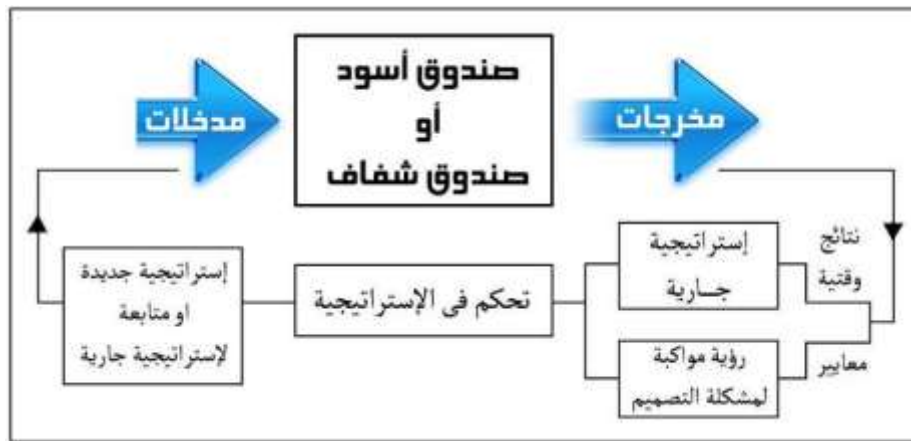 مدخلات
صندوق أسود
أو
صندوق شفاف
مخرجات
نتائج
وقتية
معايير
إستراتيجية
جارية
رؤية مواكبة
لمشكلة التصميم
تحكم فى الإستراتيجية
إستراتيجية جديدة
او متابعة
لإستراتيجية جارية